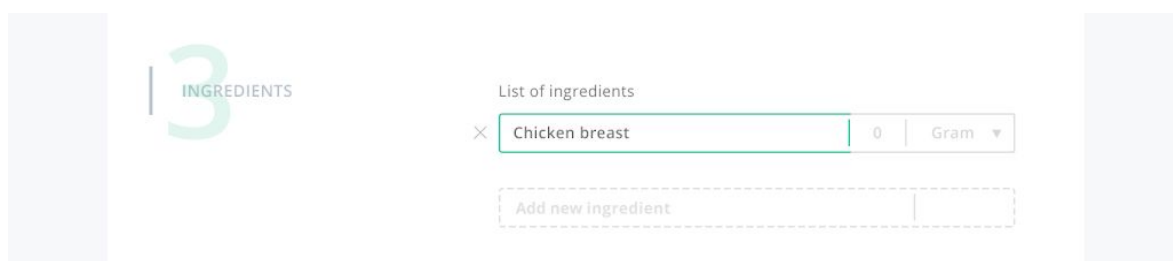 3
INGREDIENTS
List of ingredients
Chicken breast 0 Gram
Add new ingredient